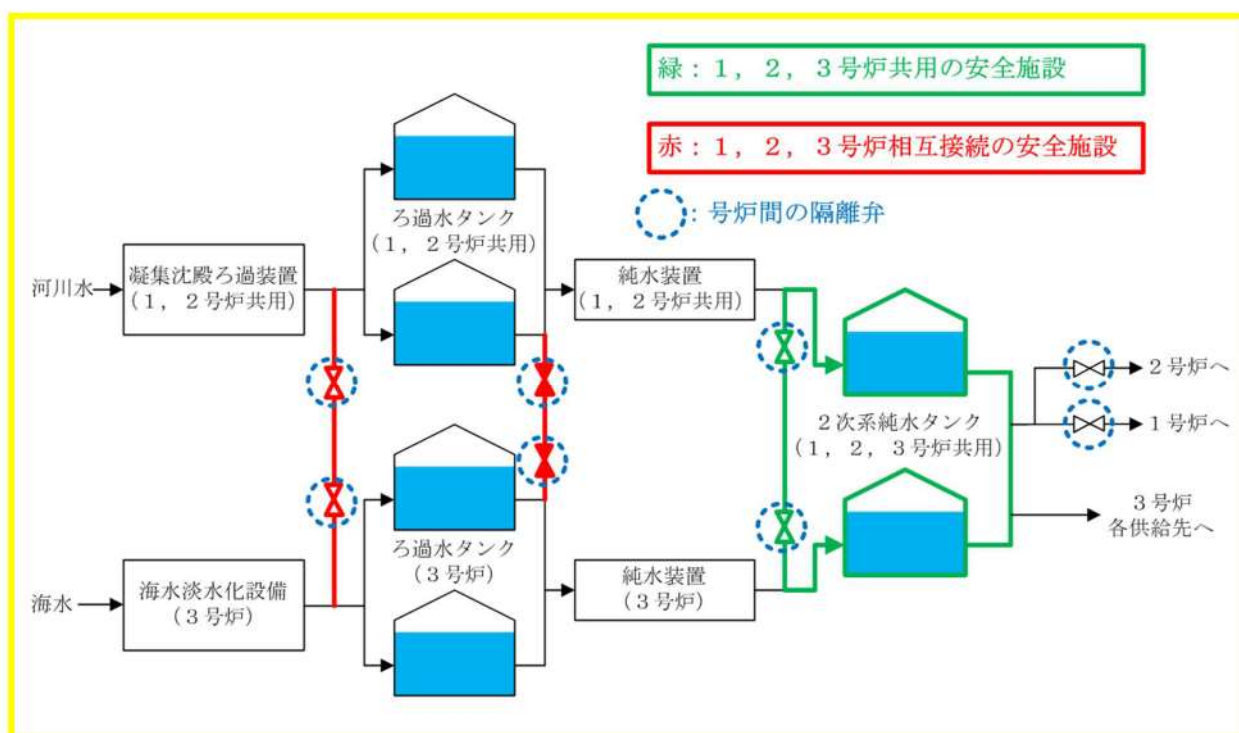 緑：１，２，３号炉共用の安全施設
赤：１，２，３号炉相互接続の安全施設
：号炉間の隔離弁
ろ過水タンク
（１，２号炉共用）
河川水
凝集沈殿ろ過装置
（１，２号炉共用）
純水装置
（１，２号炉共用）
２号炉へ
２次系純水タンク
（１，２，３号炉共用）
１号炉へ
３号炉
各供給先へ
ろ過水タンク
（３号炉）
海水
海水淡水化設備
（３号炉）
純水装置
（３号炉）